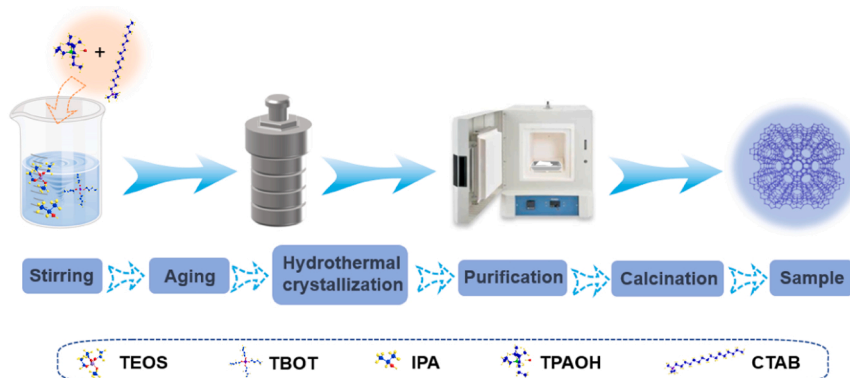 +
Stirring
Aging
Hydrothermal
crystallization
Purification
Calcination
Sample
TEOS
TBOT
IPA
TPAOH
CTAB